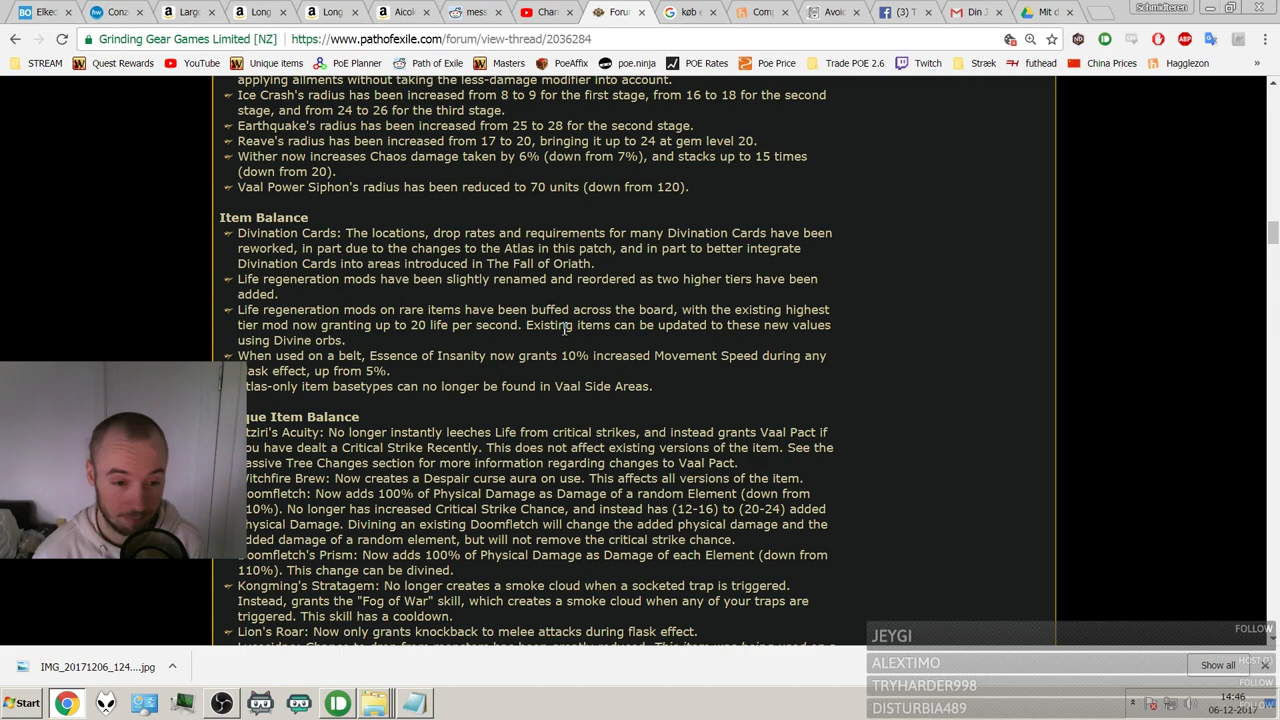 BO Elked
hw Conz
a Larg
a Long
a Long
a Aicol
mess
Chan
Foru
G køb e
Comp
Avoi
(3) T
M Din J
Mit d
Schmidteren
Grinding Gear Games Limited [NZ] https://www.pathofexile.com/forum/view-thread/2036284
STREAM Quest Rewards YouTube Unique items PoE Planner Path of Exile Masters PoeAffix poe.ninja POE Rates Poe Price Trade POE 2.6 Twitch Stræk futhead China Prices Hagglezon »
applying ailments without taking the less-damage modifier into account.
Ice Crash's radius has been increased from 8 to 9 for the first stage, from 16 to 18 for the second
stage, and from 24 to 26 for the third stage.
Earthquake's radius has been increased from 25 to 28 for the second stage.
Reave's radius has been increased from 17 to 20, bringing it up to 24 at gem level 20.
Wither now increases Chaos damage taken by 6% (down from 7%), and stacks up to 15 times
(down from 20).
Vaal Power Siphon's radius has been reduced to 70 units (down from 120).
Item Balance
Divination Cards: The locations, drop rates and requirements for many Divination Cards have been
reworked, in part due to the changes to the Atlas in this patch, and in part to better integrate
Divination Cards into areas introduced in The Fall of Oriath.
Life regeneration mods have been slightly renamed and reordered as two higher tiers have been
added.
Life regeneration mods on rare items have been buffed across the board, with the existing highest
tier mod now granting up to 20 life per second. Existing items can be updated to these new values
using Divine orbs.
When used on a belt, Essence of Insanity now grants 10% increased Movement Speed during any
lask effect, up from 5%.
tlas-only item basetypes can no longer be found in Vaal Side Areas.
que Item Balance
tziri's Acuity: No longer instantly leeches Life from critical strikes, and instead grants Vaal Pact if
ou have dealt a Critical Strike Recently. This does not affect existing versions of the item. See the
assive Tree Changes section for more information regarding changes to Vaal Pact.
itchfire Brew: Now creates a Despair curse aura on use. This affects all versions of the item.
oomfletch: Now adds 100% of Physical Damage as Damage of a random Element (down from
10%). No longer has increased Critical Strike Chance, and instead has (12-16) to (20-24) added
hysical Damage. Divining an existing Doomfletch will change the added physical damage and the
dded damage of a random element, but will not remove the critical strike chance.
oomfletch's Prism: Now adds 100% of Physical Damage as Damage of each Element (down from
110%). This change can be divined.
Kongming's Stratagem: No longer creates a smoke cloud when a socketed trap is triggered.
Instead, grants the "Fog of War" skill, which creates a smoke cloud when any of your traps are
triggered. This skill has a cooldown.
Lion's Roar: Now only grants knockback to melee attacks during flask effect.
JEYGI FOLLOW
ALEXTIMO HOST (1)
TRYHARDER998 FOLLOW
DISTURBIA489 FOLLOW
IMG_20171206_124....jpg
Show all
Start
14:46
06-12-2017